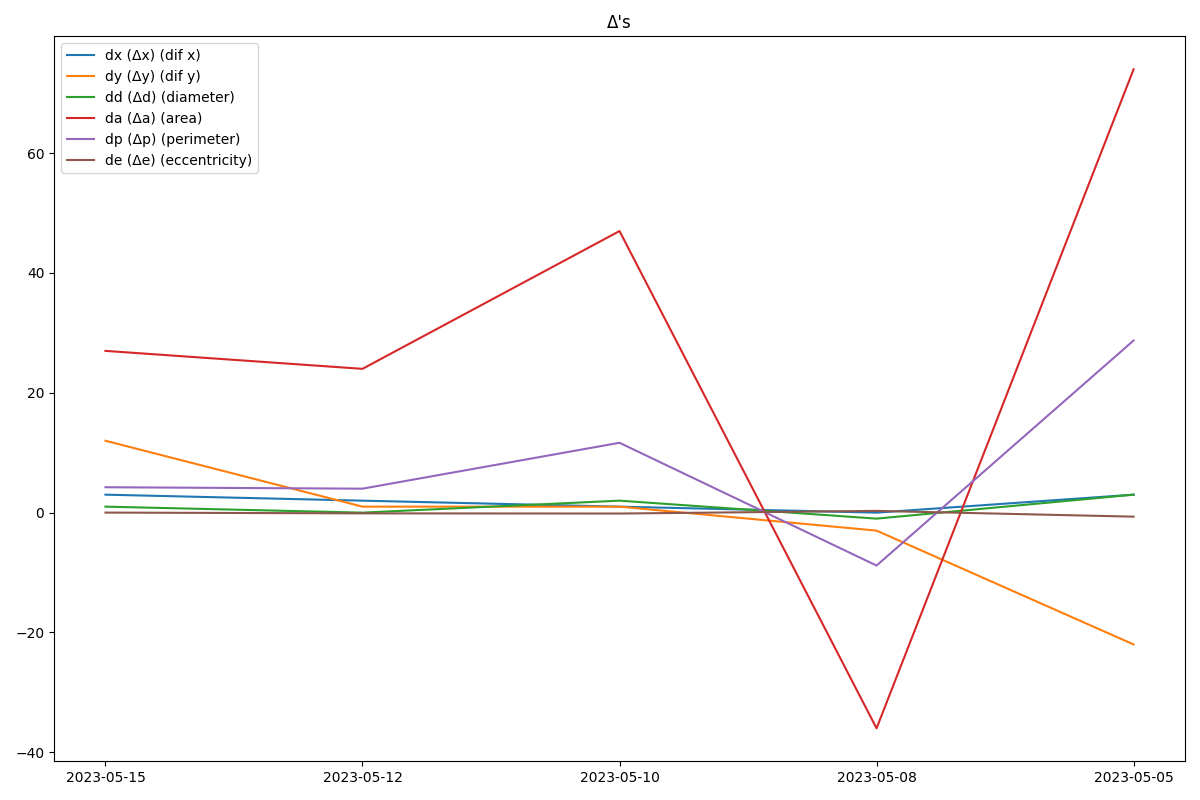 Δ's
dx (Δx) (dif x)
dy (Δy) (dif y)
dd (Δd) (diameter)
da (Δa) (area)
dp (Δp) (perimeter)
de (Δe) (eccentricity)
60
40
20
0
−20
−40
2023-05-15 2023-05-12 2023-05-10 2023-05-08 2023-05-05